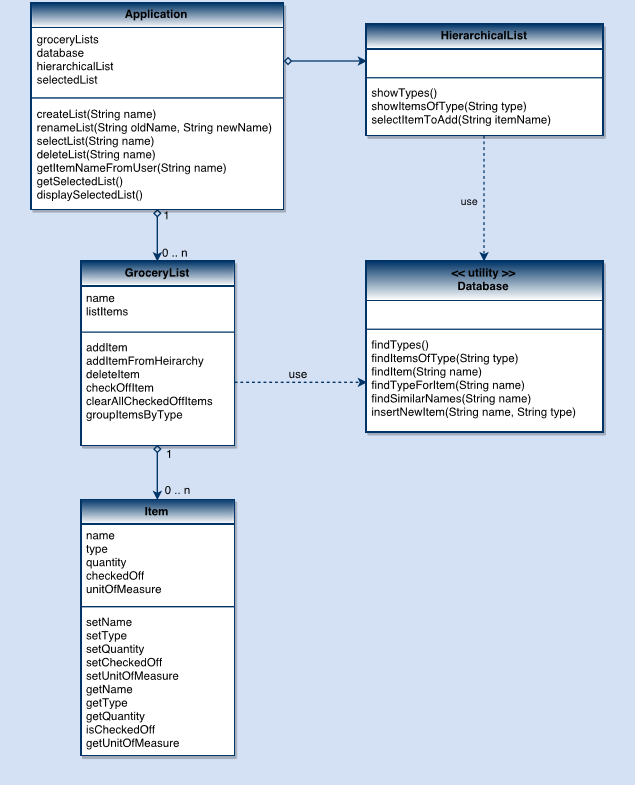 Application
groceryLists
database
hierarchicalList
selectedList
createList(String name)
renameList(String oldName, String newName)
selectList(String name)
deleteList(String name)
getItemNameFromUser(String name)
getSelectedList()
displaySelectedList()
HierarchicalList
showTypes()
showItemsOfType(String type)
selectItemToAdd(String itemName)
use
1
0 .. n
GroceryList
name
listItems
addItem
addItemFromHeirarchy
deleteItem
checkOffItem
clearAllCheckedOffItems
groupItemsByType
use
<< utility >>
Database
findTypes()
findItemsOfType(String type)
findItem(String name)
findTypeForItem(String name)
findSimilarNames(String name)
insertNewItem(String name, String type)
1
0 .. n
Item
name
type
quantity
checkedOff
unitOfMeasure
setName
setType
setQuantity
setCheckedOff
setUnitOfMeasure
getName
getType
getQuantity
isCheckedOff
getUnitOfMeasure